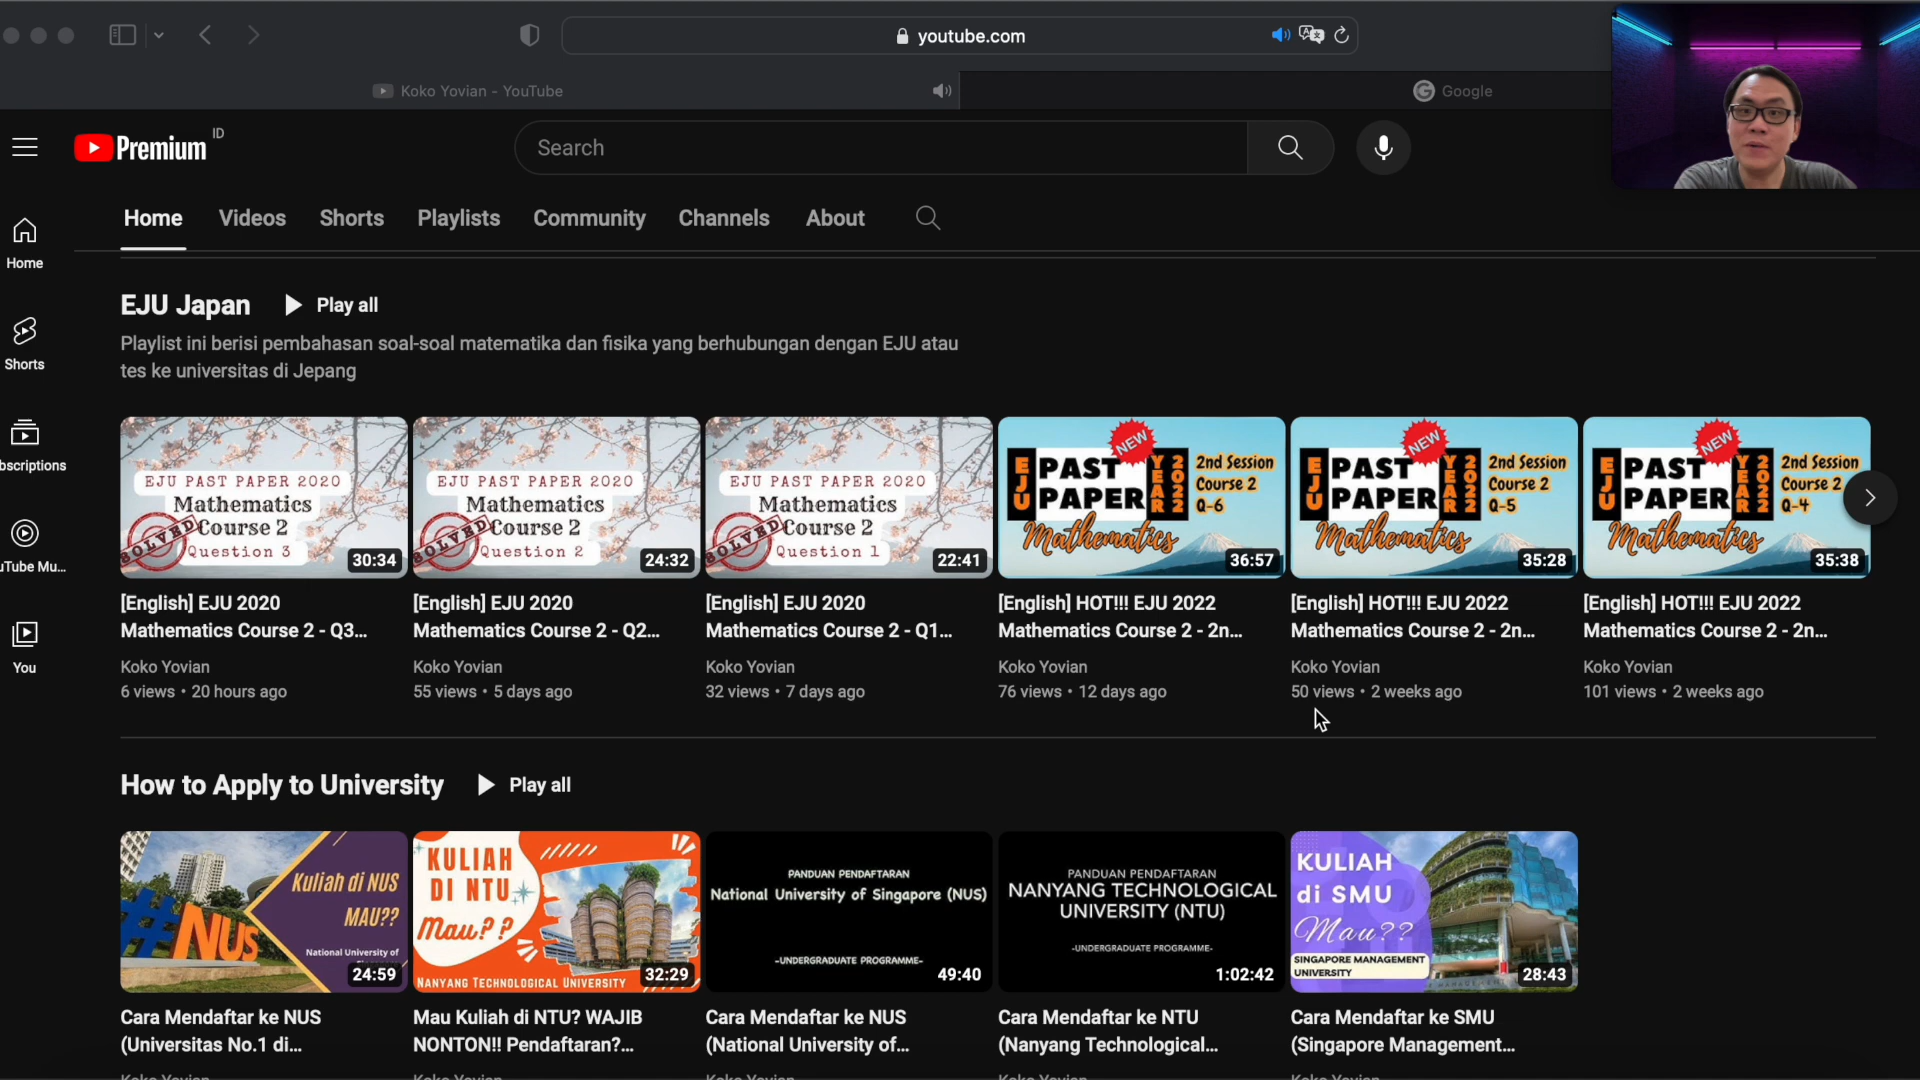 youtube.com
Koko Yovian - YouTube
Google
Premium ID
Search
Home Videos Shorts Playlists Community Channels About
Home
Shorts
bscriptions
uTube Mu...
You
EJU Japan Play all
Playlist ini berisi pembahasan soal-soal matematika dan fisika yang berhubungan dengan EJU atau
tes ke universitas di Jepang
EJU PAST PAPER 2020
Mathematics
Course 2
Question 3
SOLVED
30:34
EJU PAST PAPER 2020
Mathematics
Course 2
Question 2
SOLVED
24:32
EJU PAST PAPER 2020
Mathematics
Course 2
Question 1
SOLVED
22:41
NEW
EJU PAST PAPER YEAR 2022
Mathematics
2nd Session
Course 2
Q-6
36:57
NEW
EJU PAST PAPER YEAR 2022
Mathematics
2nd Session
Course 2
Q-5
35:28
NEW
EJU PAST PAPER YEAR 2022
Mathematics
2nd Session
Course 2
Q-4
35:38
[English] EJU 2020
Mathematics Course 2 - Q3...
Koko Yovian
6 views • 20 hours ago
[English] EJU 2020
Mathematics Course 2 - Q2...
Koko Yovian
55 views • 5 days ago
[English] EJU 2020
Mathematics Course 2 - Q1...
Koko Yovian
32 views • 7 days ago
[English] HOT!!! EJU 2022
Mathematics Course 2 - 2n...
Koko Yovian
76 views • 12 days ago
[English] HOT!!! EJU 2022
Mathematics Course 2 - 2n...
Koko Yovian
50 views • 2 weeks ago
[English] HOT!!! EJU 2022
Mathematics Course 2 - 2n...
Koko Yovian
101 views • 2 weeks ago
How to Apply to University Play all
#NUS
Kuliah di NUS
MAU??
National University of
24:59
KULIAH
DI NTU
Mau??
NANYANG TECHNOLOGICAL UNIVERSITY
32:29
PANDUAN PENDAFTARAN
National University of Singapore (NUS)
-UNDERGRADUATE PROGRAMME-
49:40
PANDUAN PENDAFTARAN
NANYANG TECHNOLOGICAL
UNIVERSITY (NTU)
-UNDERGRADUATE PROGRAMME-
1:02:42
KULIAH
di SMU
Mau??
SINGAPORE MANAGEMENT
UNIVERSITY
28:43
Cara Mendaftar ke NUS
(Universitas No.1 di...
Mau Kuliah di NTU? WAJIB
NONTON!! Pendaftaran?...
Cara Mendaftar ke NUS
(National University of...
Cara Mendaftar ke NTU
(Nanyang Technological...
Cara Mendaftar ke SMU
(Singapore Management...